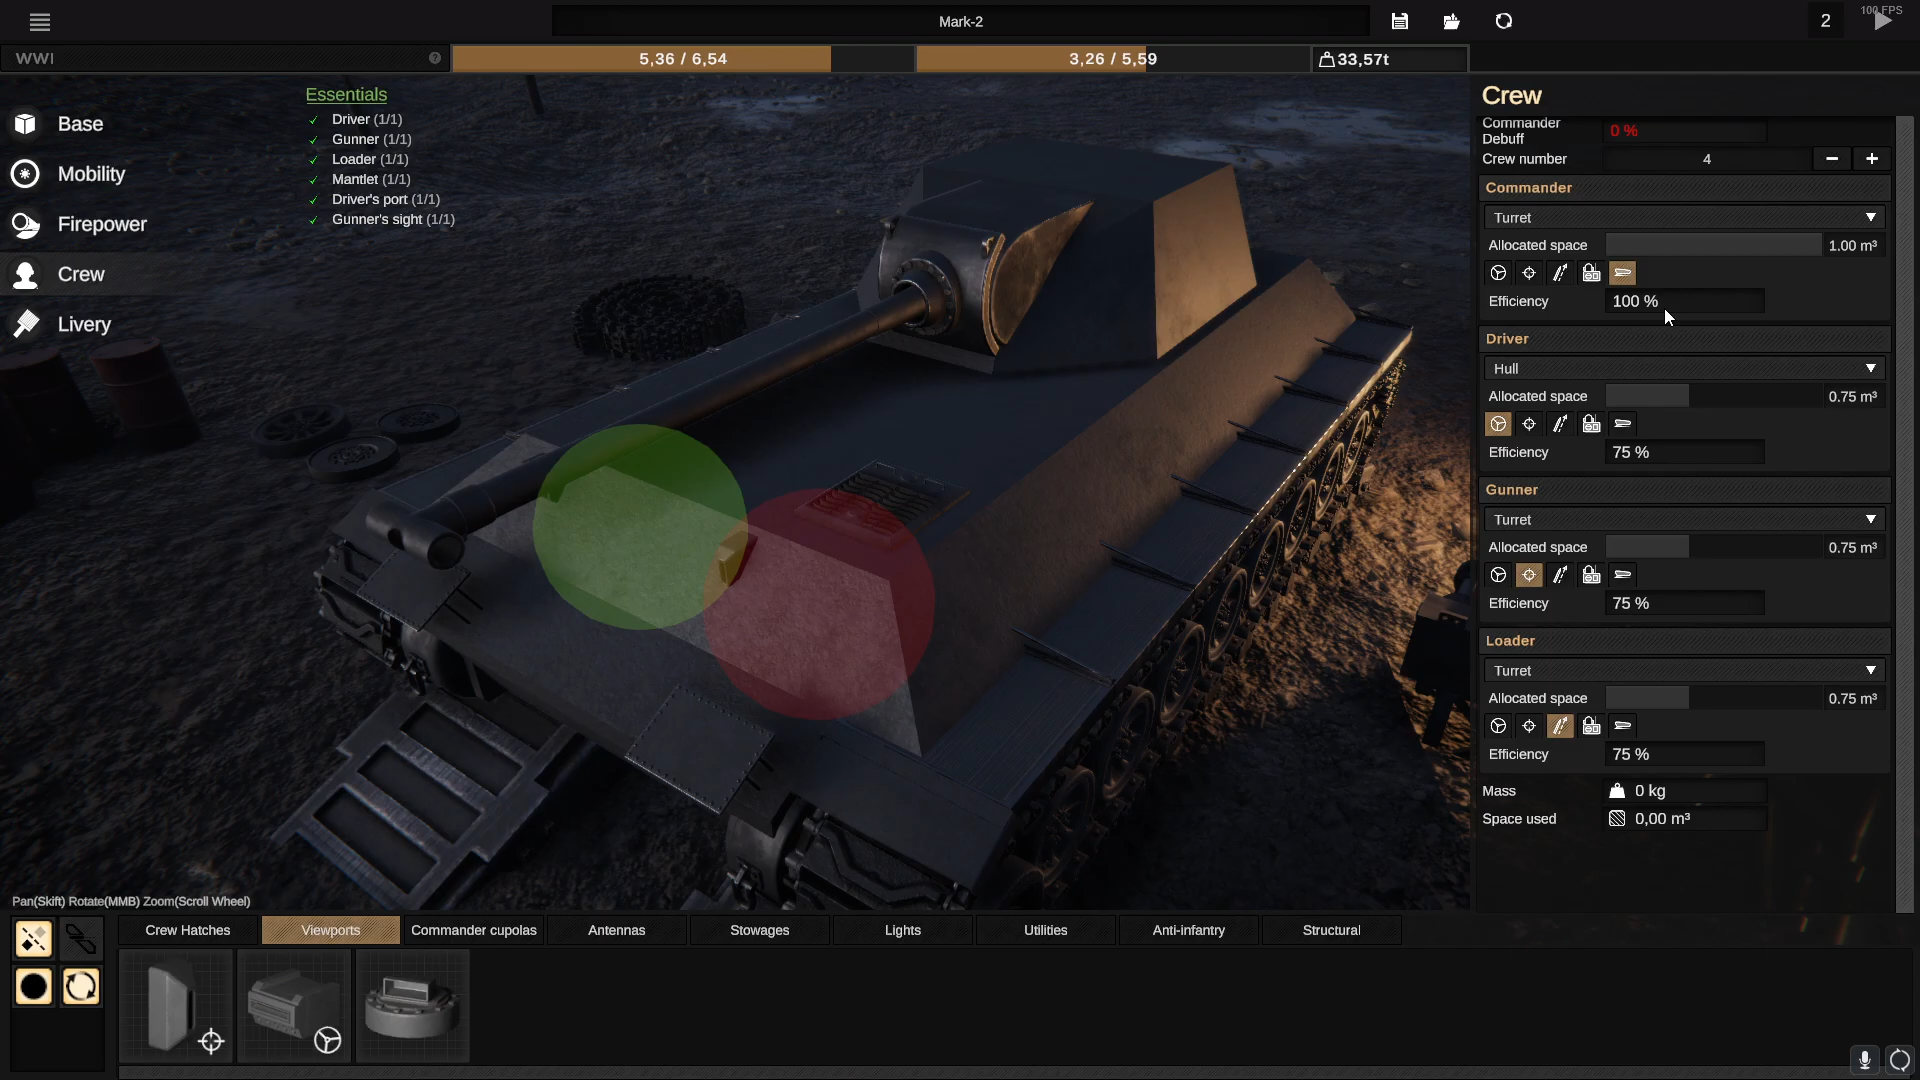 Mark-2
2
100 FPS
WWI
?
5,36 / 6,54
3,26 / 5,59
33,57t
Essentials
Driver (1/1)
Gunner (1/1)
Loader (1/1)
Mantlet (1/1)
Driver's port (1/1)
Gunner's sight (1/1)
Base
Mobility
Firepower
Crew
Livery
Crew
Commander Debuff
0 %
Crew number
4
Commander
Turret
Allocated space
1.00 m³
Efficiency
100 %
Driver
Hull
Allocated space
0.75 m³
Efficiency
75 %
Gunner
Turret
Allocated space
0.75 m³
Efficiency
75 %
Loader
Turret
Allocated space
0.75 m³
Efficiency
75 %
Mass
0 kg
Space used
0,00 m³
Pan(Skift) Rotate(MMB) Zoom(Scroll Wheel)
Crew Hatches
Viewports
Commander cupolas
Antennas
Stowages
Lights
Utilities
Anti-infantry
Structural